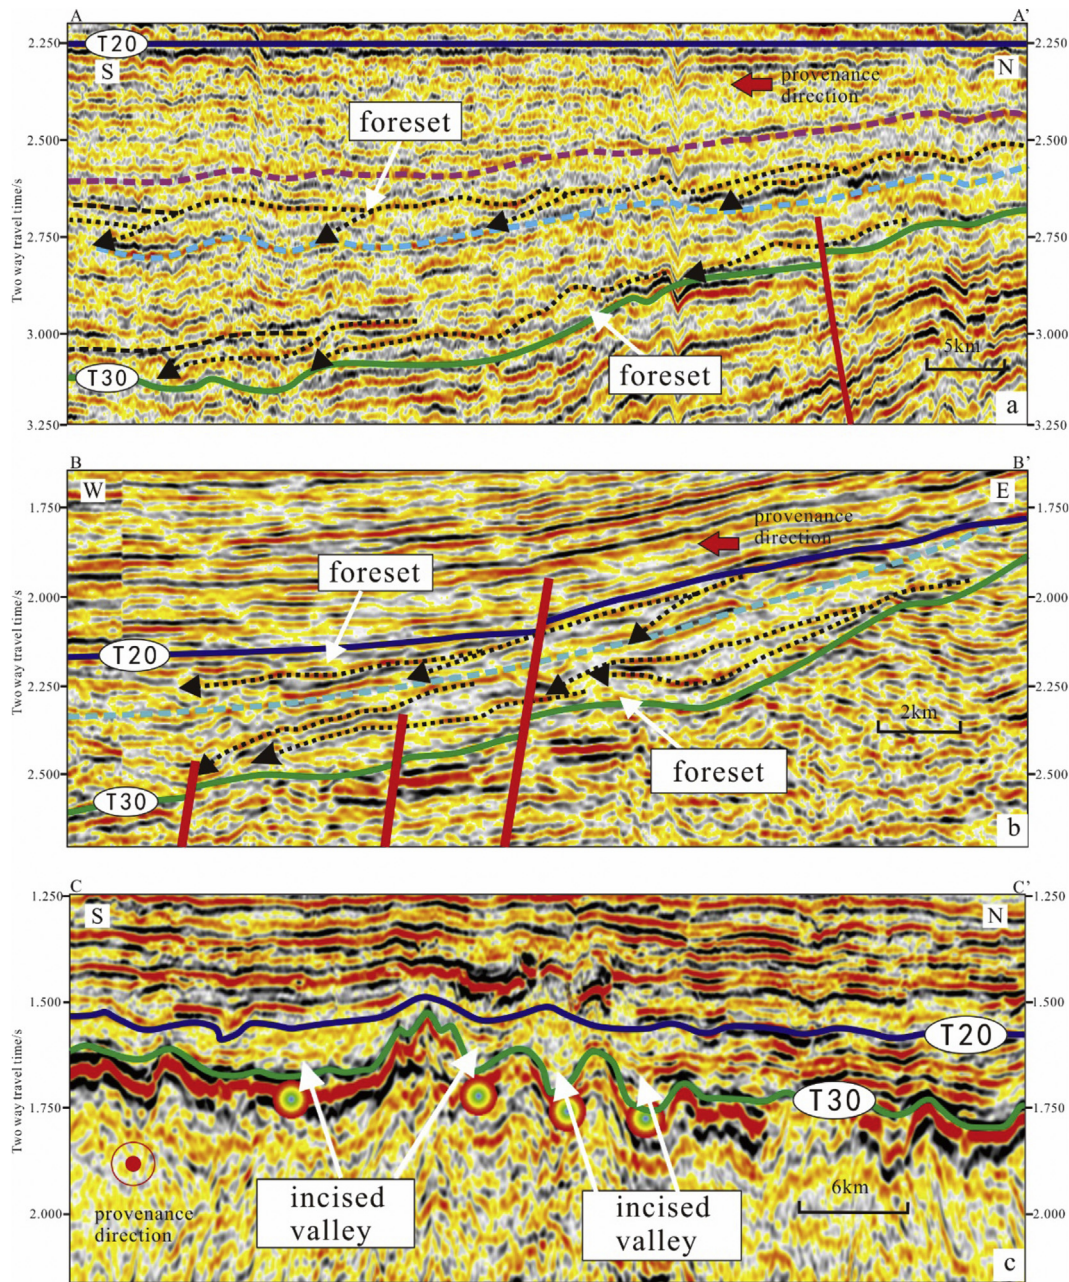 A A'
2.250 T20 2.250
S N
provenance
direction
foreset
2.500 2.500
2.750 2.750
Two way travel time/s
3.000 3.000
T30
foreset
5km
a
3.250 3.250
B B'
W E
1.750 1.750
provenance
direction
foreset
2.000 2.000
T20
Two way travel time/s
2.250 2.250
2km
foreset
2.500 2.500
T30
b
C C'
1.250 1.250
S N
1.500 1.500
T20
Two way travel time/s
T30
1.750 1.750
incised
valley
incised
valley
6km
provenance
direction
2.000 2.000
c